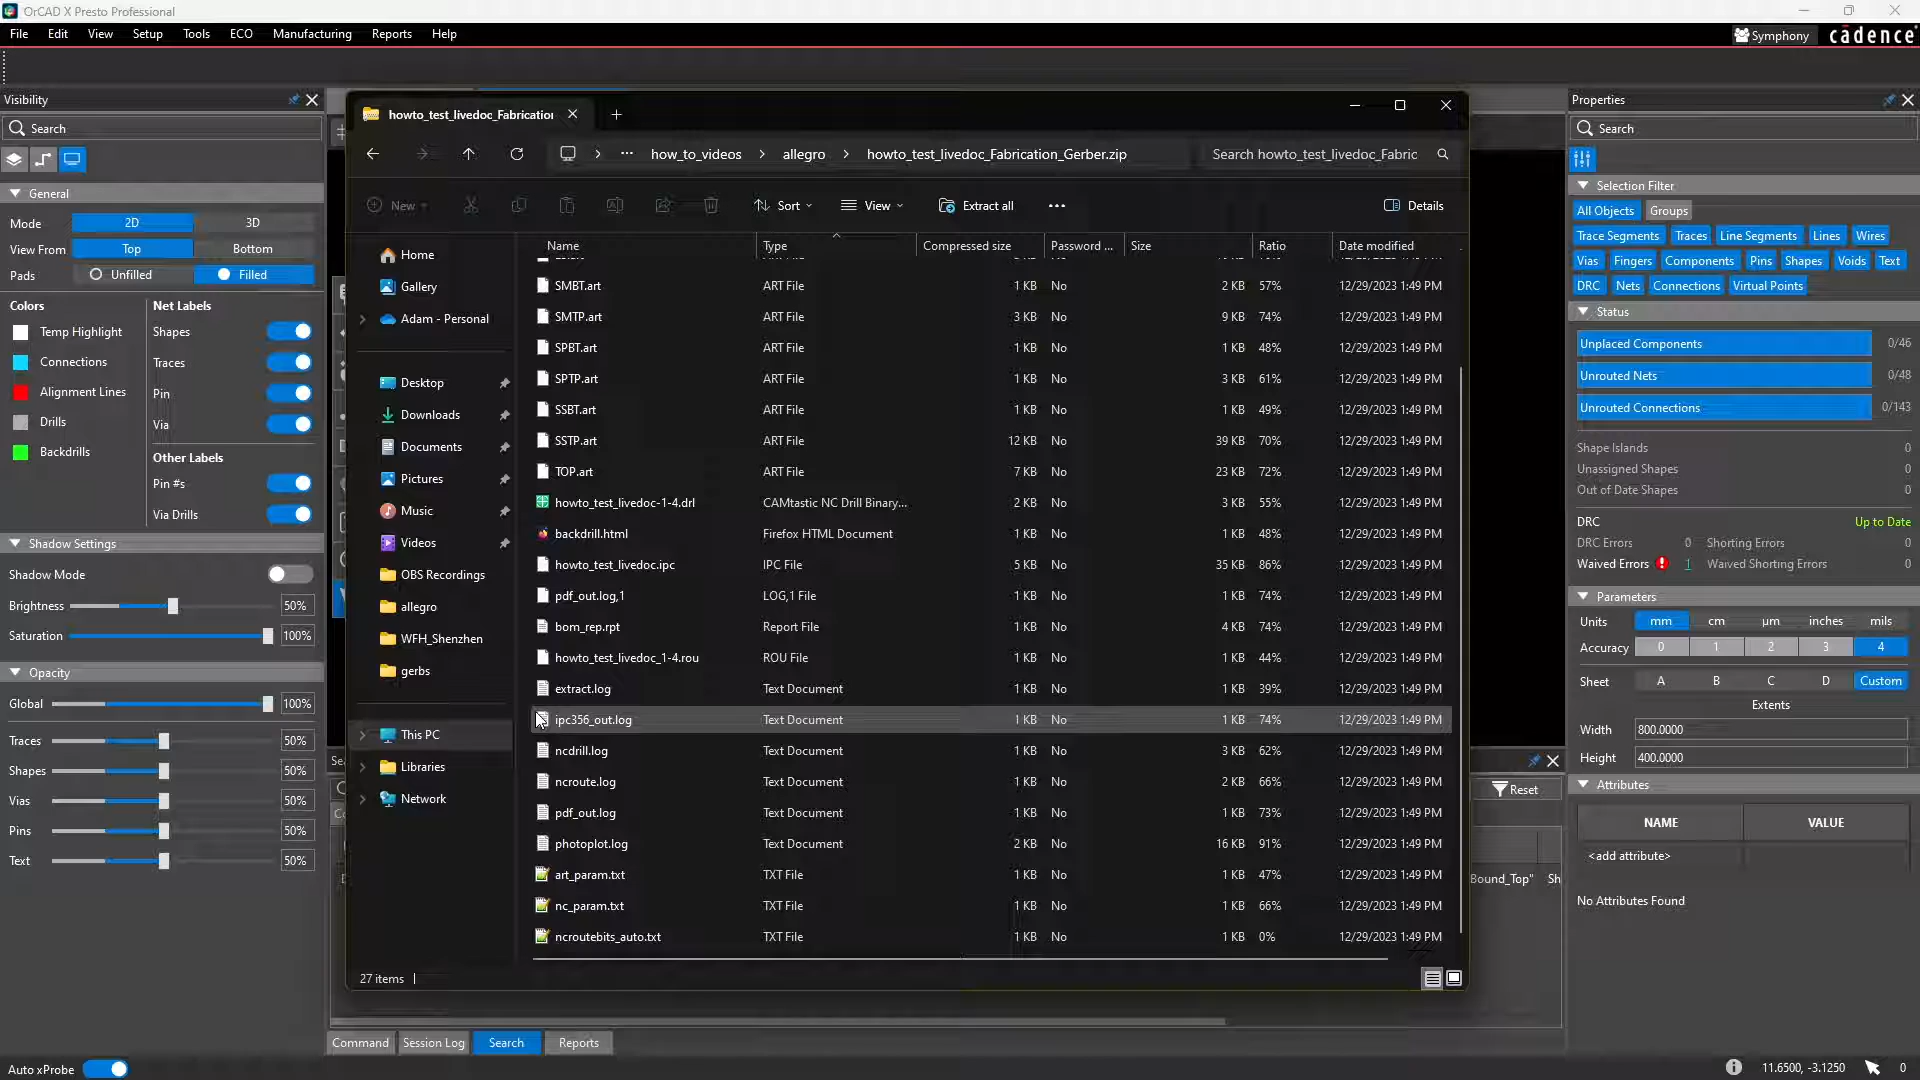 OrCAD X Presto Professional
File Edit View Setup Tools ECO Manufacturing Reports Help
Symphony cādence
Visibility
Search
General
Mode 2D 3D
View From Top Bottom
Pads Unfilled Filled
Colors Net Labels
Temp Highlight Shapes
Connections Traces
Alignment Lines Pin
Drills Via
Backdrills Other Labels
Pin #s
Via Drills
Shadow Settings
Shadow Mode
Brightness 50%
Saturation 100%
Opacity
Global 100%
Traces 50%
Shapes 50%
Vias 50%
Pins 50%
Text 50%
Auto xProbe
howto_test_livedoc_Fabrication
how_to_videos > allegro > howto_test_livedoc_Fabrication_Gerber.zip
Search howto_test_livedoc_Fabric
New Sort View Extract all Details
Home
Gallery
Adam - Personal
Desktop
Downloads
Documents
Pictures
Music
Videos
OBS Recordings
allegro
WFH_Shenzhen
gerbs
This PC
Libraries
Network
Name Type Compressed size Password ... Size Ratio Date modified
SMBT.art ART File 1 KB No 2 KB 57% 12/29/2023 1:49 PM
SMTP.art ART File 3 KB No 9 KB 74% 12/29/2023 1:49 PM
SPBT.art ART File 1 KB No 1 KB 48% 12/29/2023 1:49 PM
SPTP.art ART File 1 KB No 3 KB 61% 12/29/2023 1:49 PM
SSBT.art ART File 1 KB No 1 KB 49% 12/29/2023 1:49 PM
SSTP.art ART File 12 KB No 39 KB 70% 12/29/2023 1:49 PM
TOP.art ART File 7 KB No 23 KB 72% 12/29/2023 1:49 PM
howto_test_livedoc-1-4.drl CAMtastic NC Drill Binary... 2 KB No 3 KB 55% 12/29/2023 1:49 PM
backdrill.html Firefox HTML Document 1 KB No 1 KB 48% 12/29/2023 1:49 PM
howto_test_livedoc.ipc IPC File 5 KB No 35 KB 86% 12/29/2023 1:49 PM
pdf_out.log,1 LOG,1 File 1 KB No 1 KB 74% 12/29/2023 1:49 PM
bom_rep.rpt Report File 1 KB No 4 KB 74% 12/29/2023 1:49 PM
howto_test_livedoc_1-4.rou ROU File 1 KB No 1 KB 44% 12/29/2023 1:49 PM
extract.log Text Document 1 KB No 1 KB 39% 12/29/2023 1:49 PM
ipc356_out.log Text Document 1 KB No 1 KB 74% 12/29/2023 1:49 PM
ncdrill.log Text Document 1 KB No 3 KB 62% 12/29/2023 1:49 PM
ncroute.log Text Document 1 KB No 2 KB 66% 12/29/2023 1:49 PM
pdf_out.log Text Document 1 KB No 1 KB 73% 12/29/2023 1:49 PM
photoplot.log Text Document 2 KB No 16 KB 91% 12/29/2023 1:49 PM
art_param.txt TXT File 1 KB No 1 KB 47% 12/29/2023 1:49 PM
nc_param.txt TXT File 1 KB No 1 KB 66% 12/29/2023 1:49 PM
ncroutebits_auto.txt TXT File 1 KB No 1 KB 0% 12/29/2023 1:49 PM
27 items
Reset
Bound_Top" Sh
Command Session Log Search Reports
Properties
Search
Selection Filter
All Objects Groups
Trace Segments Traces Line Segments Lines Wires
Vias Fingers Components Pins Shapes Voids Text
DRC Nets Connections Virtual Points
Status
Unplaced Components 0/46
Unrouted Nets 0/48
Unrouted Connections 0/143
Shape Islands 0
Unassigned Shapes 0
Out of Date Shapes 0
DRC Up to Date
DRC Errors 0 Shorting Errors 0
Waived Errors 1 Waived Shorting Errors 0
Parameters
Units mm cm µm inches mils
Accuracy 0 1 2 3 4
Sheet A B C D Custom
Extents
Width 800.0000
Height 400.0000
Attributes
NAME VALUE
<add attribute>
No Attributes Found
11.6500, -3.1250 0